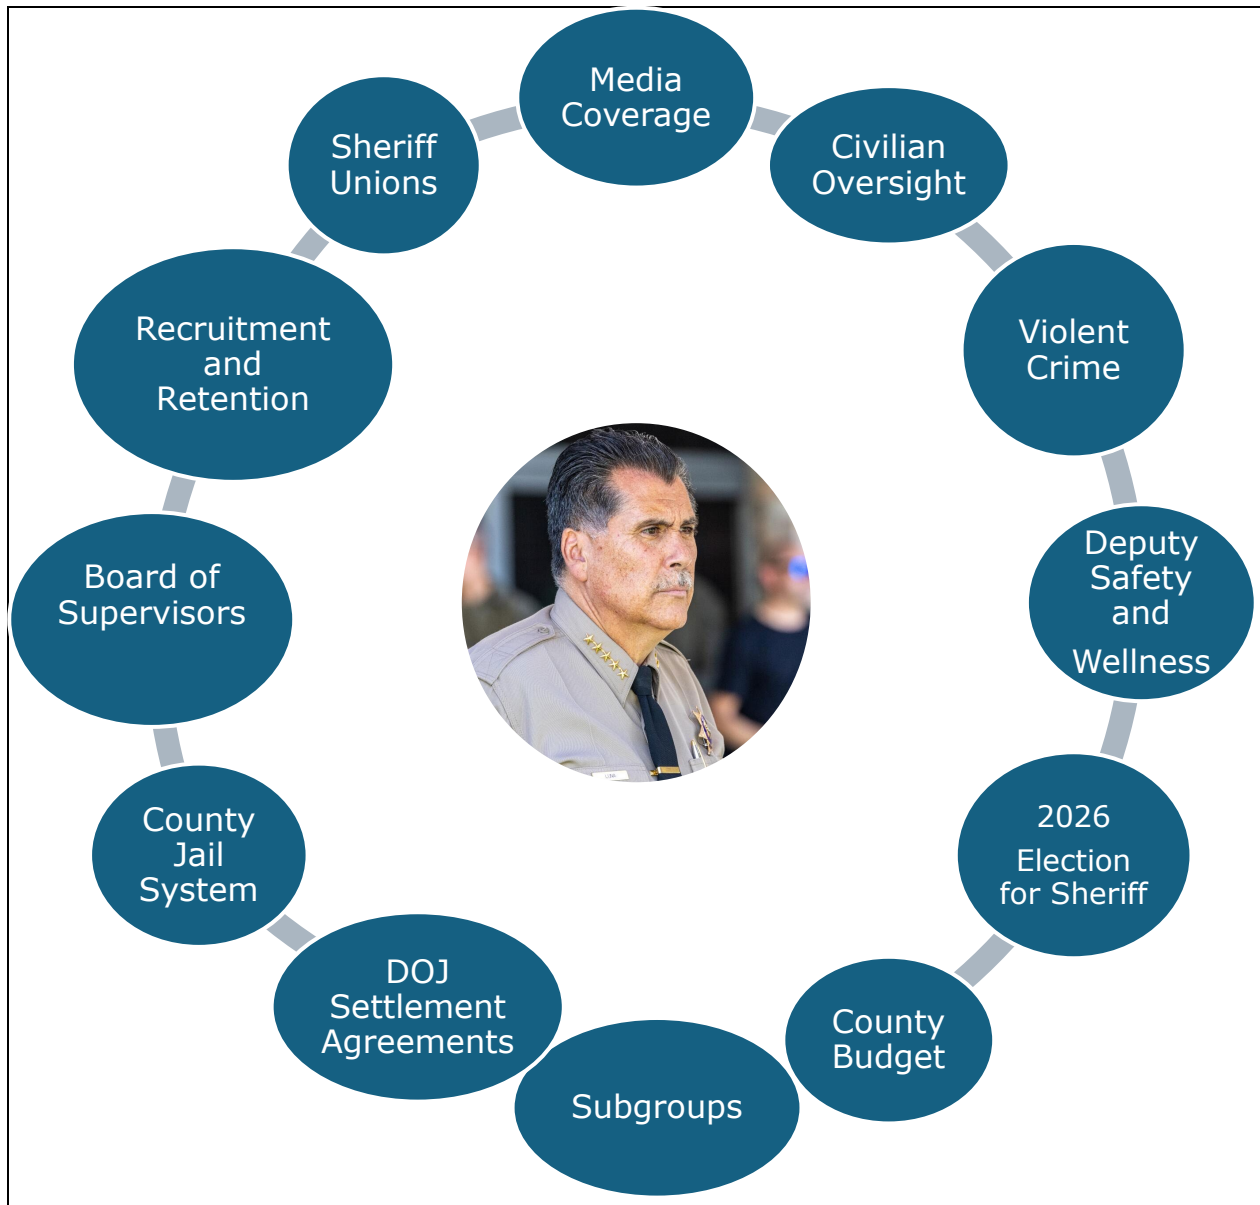 Media
Coverage
Civilian
Oversight
Violent
Crime
Deputy
Safety
and
Wellness
2026
Election
for Sheriff
County
Budget
Subgroups
DOJ
Settlement
Agreements
County
Jail
System
Board of
Supervisors
Recruitment
and
Retention
Sheriff
Unions